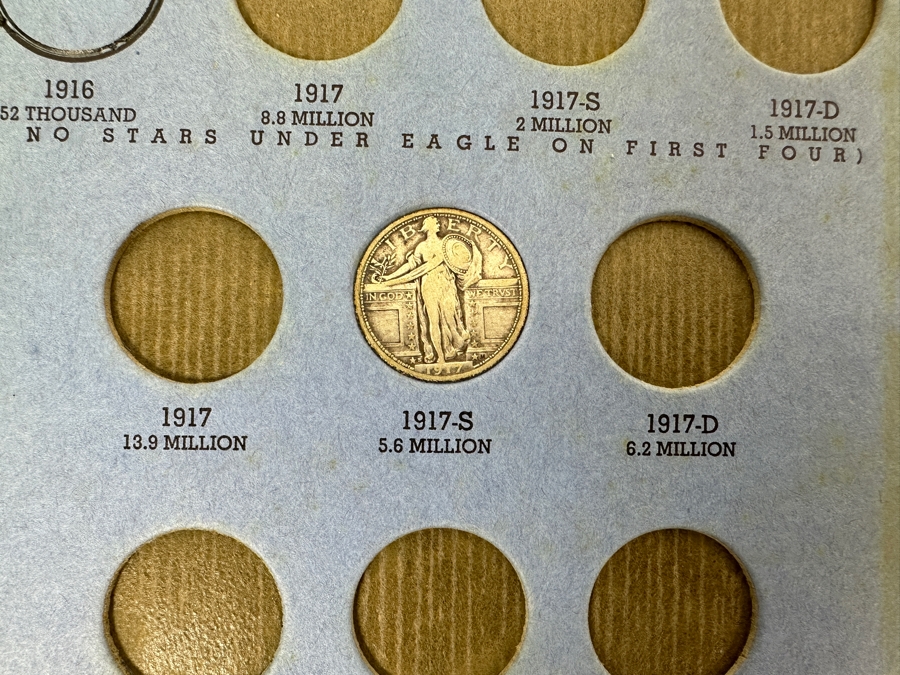 1916
52 THOUSAND
1917
8.8 MILLION
1917-S
2 MILLION
1917-D
1.5 MILLION
NO STARS UNDER EAGLE ON FIRST FOUR)
LIBERTY
IN GOD WE TRUST
1917
1917
13.9 MILLION
1917-S
5.6 MILLION
1917-D
6.2 MILLION